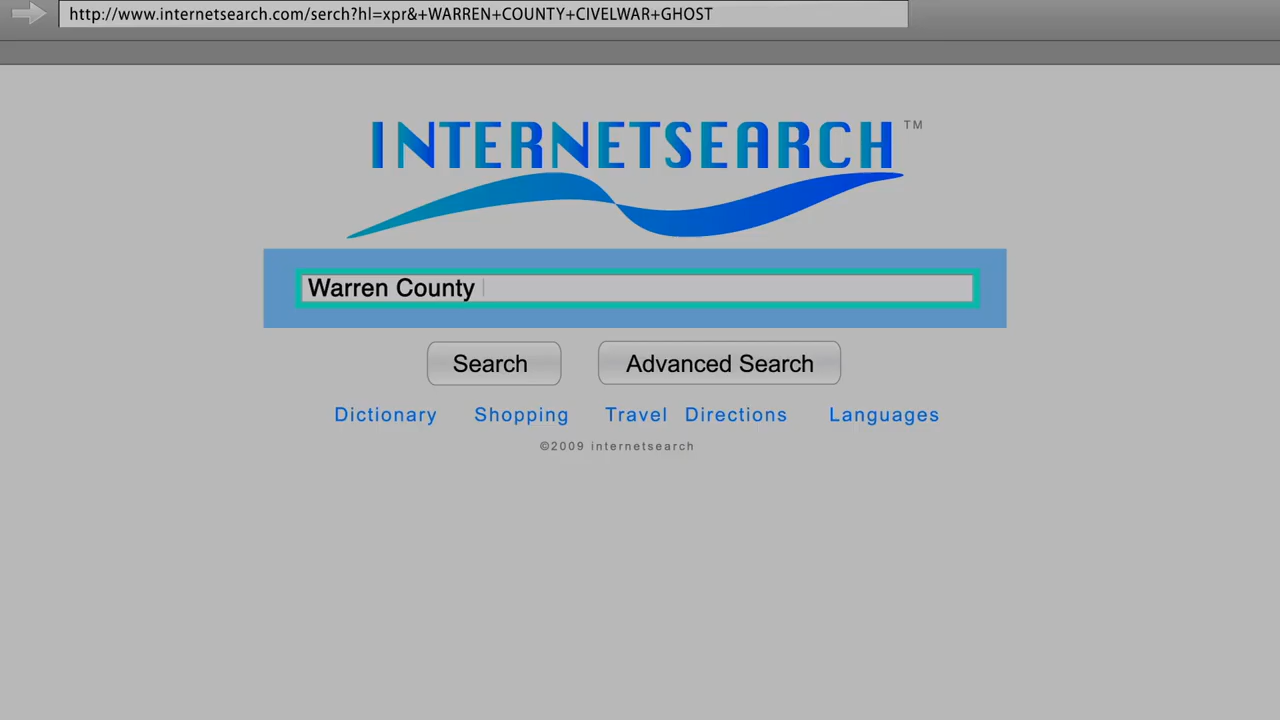 http://www.internetsearch.com/serch?hl=xpr&+WARREN+COUNTY+CIVELWAR+GHOST
INTERNETSEARCH TM
Warren County
Search Advanced Search
Dictionary Shopping Travel Directions Languages
©2009 internetsearch